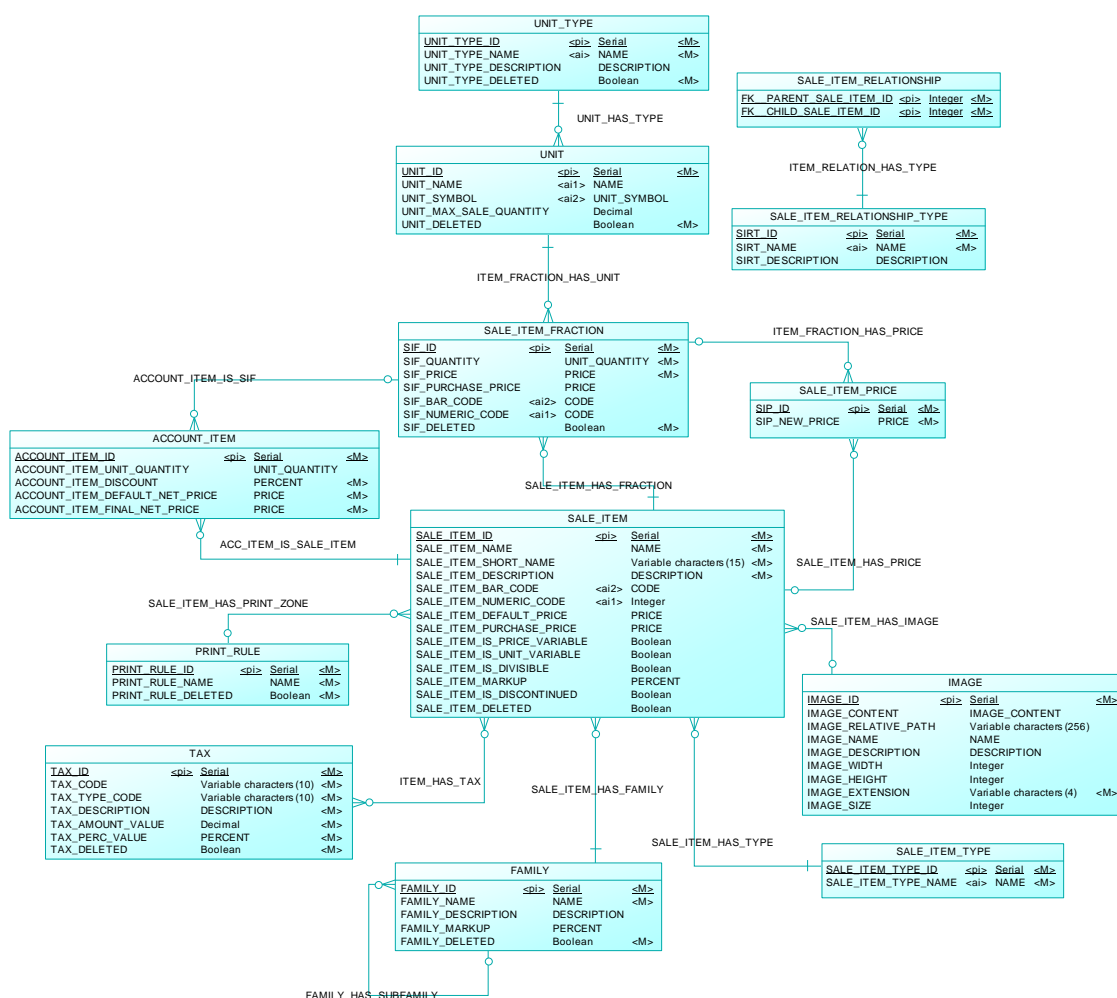 UNIT_TYPE
UNIT_TYPE_ID <pi> Serial <M>
UNIT_TYPE_NAME <ai> NAME <M>
UNIT_TYPE_DESCRIPTION DESCRIPTION
UNIT_TYPE_DELETED Boolean <M>
UNIT_HAS_TYPE
SALE_ITEM_RELATIONSHIP
FK__PARENT_SALE_ITEM_ID <pi> Integer <M>
FK__CHILD_SALE_ITEM_ID <pi> Integer <M>
ITEM_RELATION_HAS_TYPE
UNIT
UNIT_ID <pi> Serial <M>
UNIT_NAME <ai1> NAME
UNIT_SYMBOL <ai2> UNIT_SYMBOL
UNIT_MAX_SALE_QUANTITY Decimal
UNIT_DELETED Boolean <M>
SALE_ITEM_RELATIONSHIP_TYPE
SIRT_ID <pi> Serial <M>
SIRT_NAME <ai> NAME <M>
SIRT_DESCRIPTION DESCRIPTION
ITEM_FRACTION_HAS_UNIT
SALE_ITEM_FRACTION
SIF_ID <pi> Serial <M>
SIF_QUANTITY UNIT_QUANTITY <M>
SIF_PRICE PRICE <M>
SIF_PURCHASE_PRICE PRICE
SIF_BAR_CODE <ai2> CODE
SIF_NUMERIC_CODE <ai1> CODE
SIF_DELETED Boolean <M>
ITEM_FRACTION_HAS_PRICE
ACCOUNT_ITEM_IS_SIF
SALE_ITEM_PRICE
SIP_ID <pi> Serial <M>
SIP_NEW_PRICE PRICE <M>
ACCOUNT_ITEM
ACCOUNT_ITEM_ID <pi> Serial <M>
ACCOUNT_ITEM_UNIT_QUANTITY UNIT_QUANTITY
ACCOUNT_ITEM_DISCOUNT PERCENT <M>
ACCOUNT_ITEM_DEFAULT_NET_PRICE PRICE <M>
ACCOUNT_ITEM_FINAL_NET_PRICE PRICE <M>
SALE_ITEM_HAS_FRACTION
ACC_ITEM_IS_SALE_ITEM
SALE_ITEM
SALE_ITEM_ID <pi> Serial <M>
SALE_ITEM_NAME NAME <M>
SALE_ITEM_SHORT_NAME Variable characters (15) <M>
SALE_ITEM_DESCRIPTION DESCRIPTION <M>
SALE_ITEM_BAR_CODE <ai2> CODE
SALE_ITEM_NUMERIC_CODE <ai1> Integer
SALE_ITEM_DEFAULT_PRICE PRICE
SALE_ITEM_PURCHASE_PRICE PRICE
SALE_ITEM_IS_PRICE_VARIABLE Boolean
SALE_ITEM_IS_UNIT_VARIABLE Boolean
SALE_ITEM_IS_DIVISIBLE Boolean
SALE_ITEM_MARKUP PERCENT
SALE_ITEM_IS_DISCONTINUED Boolean
SALE_ITEM_DELETED Boolean
SALE_ITEM_HAS_PRICE
SALE_ITEM_HAS_PRINT_ZONE
SALE_ITEM_HAS_IMAGE
PRINT_RULE
PRINT_RULE_ID <pi> Serial <M>
PRINT_RULE_NAME NAME <M>
PRINT_RULE_DELETED Boolean <M>
IMAGE
IMAGE_ID <pi> Serial <M>
IMAGE_CONTENT IMAGE_CONTENT
IMAGE_RELATIVE_PATH Variable characters (256)
IMAGE_NAME NAME
IMAGE_DESCRIPTION DESCRIPTION
IMAGE_WIDTH Integer
IMAGE_HEIGHT Integer
IMAGE_EXTENSION Variable characters (4) <M>
IMAGE_SIZE Integer
TAX
TAX_ID <pi> Serial <M>
TAX_CODE Variable characters (10) <M>
TAX_TYPE_CODE Variable characters (10) <M>
TAX_DESCRIPTION DESCRIPTION <M>
TAX_AMOUNT_VALUE Decimal <M>
TAX_PERC_VALUE PERCENT <M>
TAX_DELETED Boolean <M>
ITEM_HAS_TAX
SALE_ITEM_HAS_FAMILY
SALE_ITEM_HAS_TYPE
SALE_ITEM_TYPE
SALE_ITEM_TYPE_ID <pi> Serial <M>
SALE_ITEM_TYPE_NAME <ai> NAME <M>
FAMILY
FAMILY_ID <pi> Serial <M>
FAMILY_NAME NAME <M>
FAMILY_DESCRIPTION DESCRIPTION
FAMILY_MARKUP PERCENT
FAMILY_DELETED Boolean <M>
FAMILY_HAS_SUBFAMILY